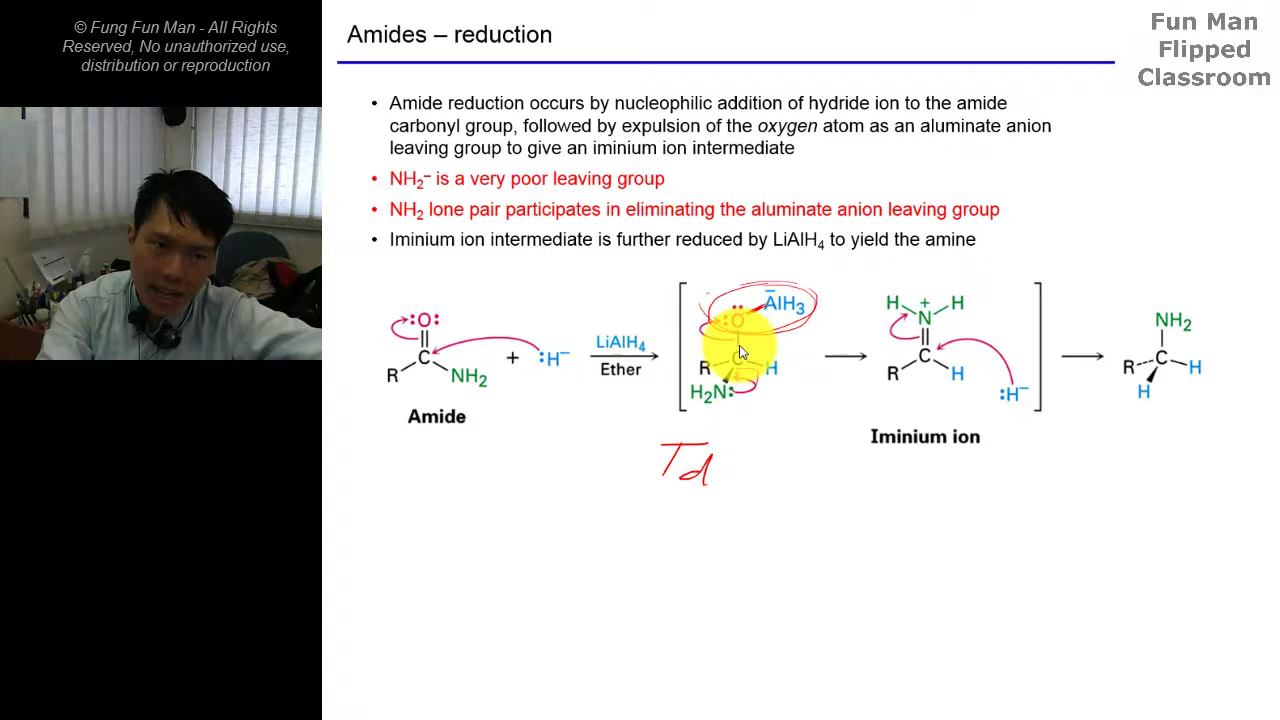 © Fung Fun Man - All Rights
Reserved, No unauthorized use,
distribution or reproduction
Amides – reduction
Fun Man
Flipped
Classroom
• Amide reduction occurs by nucleophilic addition of hydride ion to the amide
carbonyl group, followed by expulsion of the oxygen atom as an aluminate anion
leaving group to give an iminium ion intermediate
• NH₂⁻ is a very poor leaving group
• NH₂ lone pair participates in eliminating the aluminate anion leaving group
• Iminium ion intermediate is further reduced by LiAlH₄ to yield the amine
:O:
C
R
NH₂
Amide
+
:H⁻
LiAlH₄
Ether
O
AlH₃
C
R
H
H₂N:
Td
H
+
N
H
C
R
H
:H⁻
Iminium ion
NH₂
R
C
H
H